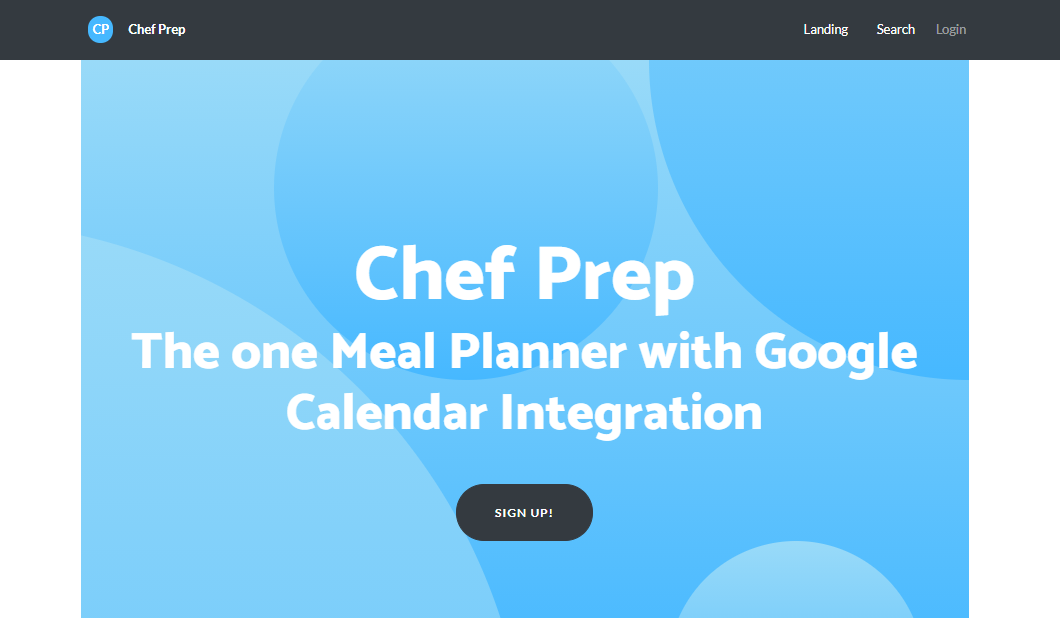 CP Chef Prep Landing Search Login
Chef Prep
The one Meal Planner with Google
Calendar Integration
SIGN UP!